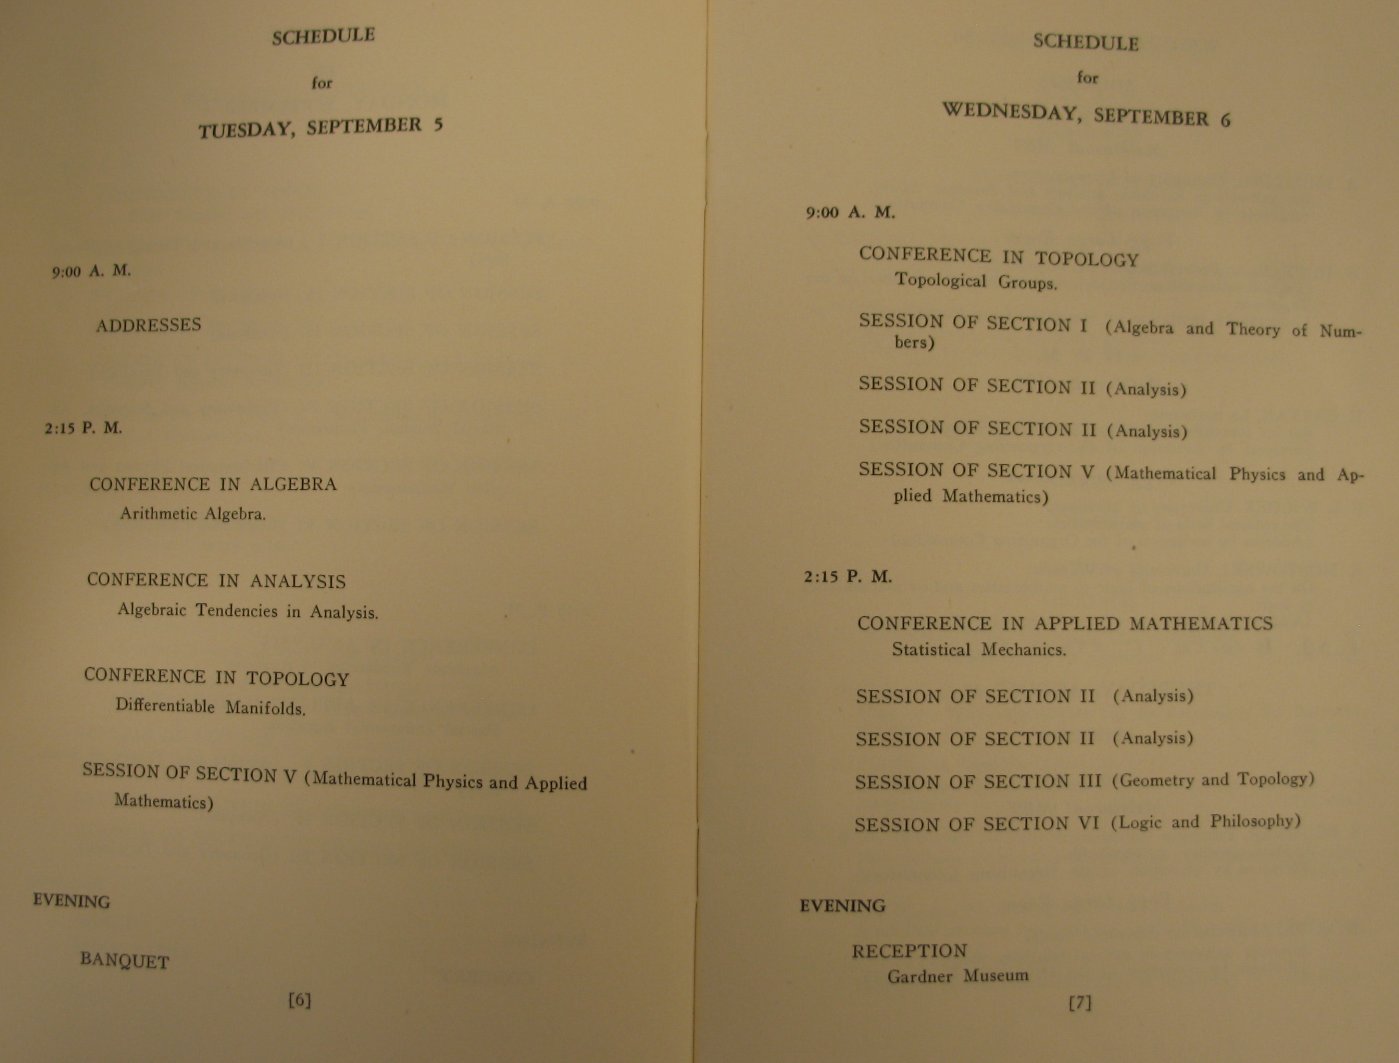 SCHEDULE
for
TUESDAY, SEPTEMBER 5
9:00 A. M.
ADDRESSES
2:15 P. M.
CONFERENCE IN ALGEBRA
Arithmetic Algebra.
CONFERENCE IN ANALYSIS
Algebraic Tendencies in Analysis.
CONFERENCE IN TOPOLOGY
Differentiable Manifolds.
SESSION OF SECTION V (Mathematical Physics and Applied
Mathematics)
EVENING
BANQUET
[6]
SCHEDULE
for
WEDNESDAY, SEPTEMBER 6
9:00 A. M.
CONFERENCE IN TOPOLOGY
Topological Groups.
SESSION OF SECTION I (Algebra and Theory of Num-
bers)
SESSION OF SECTION II (Analysis)
SESSION OF SECTION II (Analysis)
SESSION OF SECTION V (Mathematical Physics and Ap-
plied Mathematics)
2:15 P. M.
CONFERENCE IN APPLIED MATHEMATICS
Statistical Mechanics.
SESSION OF SECTION II (Analysis)
SESSION OF SECTION II (Analysis)
SESSION OF SECTION III (Geometry and Topology)
SESSION OF SECTION VI (Logic and Philosophy)
EVENING
RECEPTION
Gardner Museum
[7]